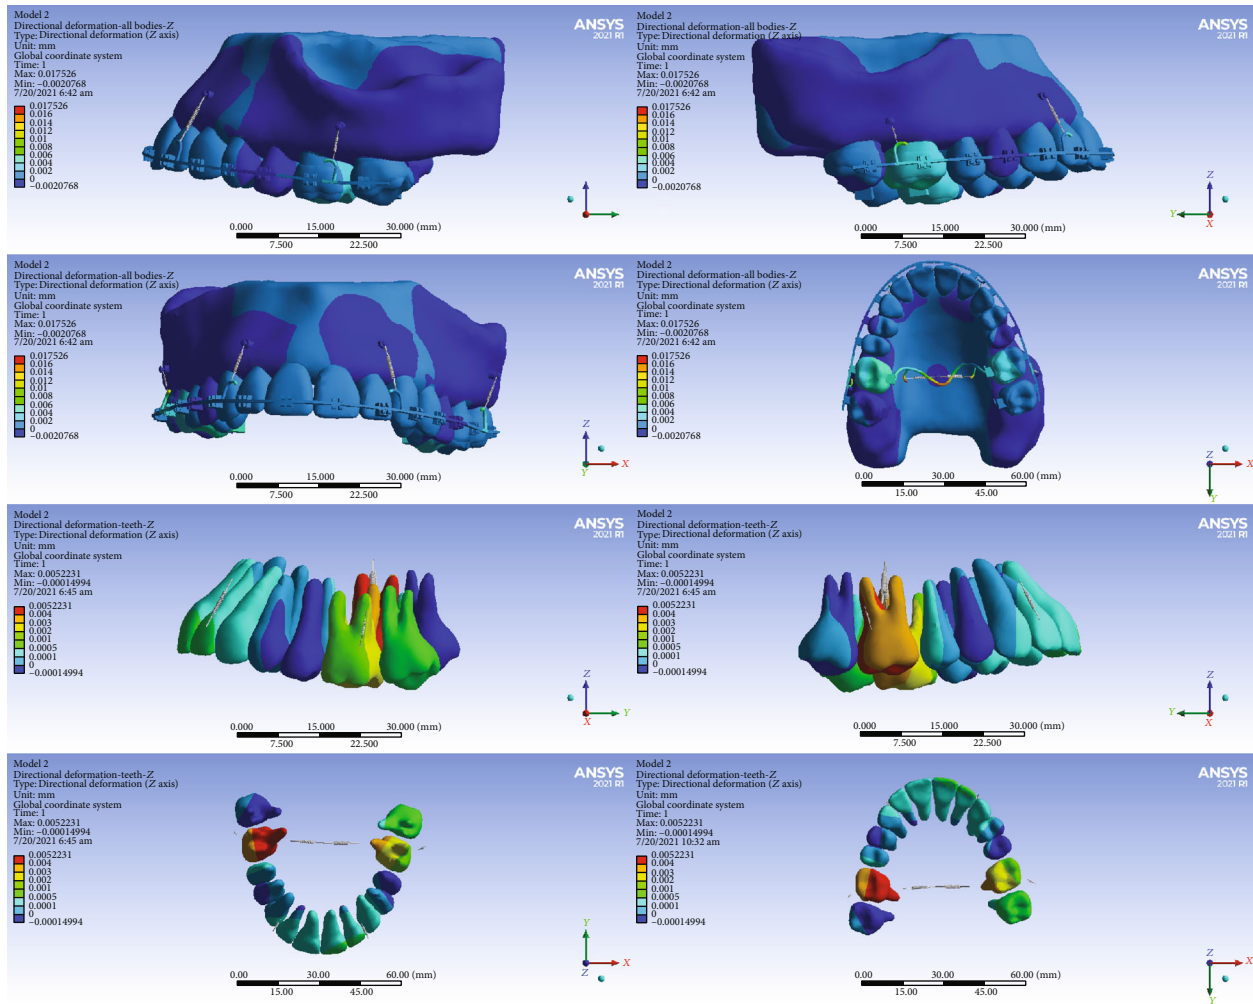 Model 2
Directional deformation-all bodies-Z
Type: Directional deformation (Z axis)
Unit: mm
Global coordinate system
Time: 1
Max: 0.017526
Min: −0.0020768
7/20/2021 6:42 am
0.017526
0.016
0.014
0.012
0.01
0.008
0.006
0.004
0.002
0
−0.0020768
ANSYS
2021 R1
0.000 15.000 30.000 (mm)
7.500 22.500
Model 2
Directional deformation-all bodies-Z
Type: Directional deformation (Z axis)
Unit: mm
Global coordinate system
Time: 1
Max: 0.017526
Min: −0.0020768
7/20/2021 6:42 am
0.017526
0.016
0.014
0.012
0.01
0.008
0.006
0.004
0.002
0
−0.0020768
ANSYS
2021 R1
0.000 15.000 30.000 (mm)
7.500 22.500
Z
Y
X
Model 2
Directional deformation-all bodies-Z
Type: Directional deformation (Z axis)
Unit: mm
Global coordinate system
Time: 1
Max: 0.017526
Min: −0.0020768
7/20/2021 6:42 am
0.017526
0.016
0.014
0.012
0.01
0.008
0.006
0.004
0.002
0
−0.0020768
ANSYS
2021 R1
0.000 15.000 30.000 (mm)
7.500 22.500
Z
X
Y
Model 2
Directional deformation-all bodies-Z
Type: Directional deformation (Z axis)
Unit: mm
Global coordinate system
Time: 1
Max: 0.017526
Min: −0.0020768
7/20/2021 6:42 am
0.017526
0.016
0.014
0.012
0.01
0.008
0.006
0.004
0.002
0
−0.0020768
ANSYS
2021 R1
0.00 30.00 60.00 (mm)
15.00 45.00
Z
X
Y
Model 2
Directional deformation-teeth-Z
Type: Directional deformation (Z axis)
Unit: mm
Global coordinate system
Time: 1
Max: 0.0052231
Min: −0.00014994
7/20/2021 6:45 am
0.0052231
0.004
0.003
0.002
0.001
0.0005
0.0001
0
−0.00014994
ANSYS
2021 R1
0.000 15.000 30.000 (mm)
7.500 22.500
Z
Y
X
Model 2
Directional deformation-teeth-Z
Type: Directional deformation (Z axis)
Unit: mm
Global coordinate system
Time: 1
Max: 0.0052231
Min: −0.00014994
7/20/2021 6:45 am
0.0052231
0.004
0.003
0.002
0.001
0.0005
0.0001
0
−0.00014994
ANSYS
2021 R1
0.000 15.000 30.000 (mm)
7.500 22.500
Z
Y
X
Model 2
Directional deformation-teeth-Z
Type: Directional deformation (Z axis)
Unit: mm
Global coordinate system
Time: 1
Max: 0.0052231
Min: −0.00014994
7/20/2021 6:45 am
0.0052231
0.004
0.003
0.002
0.001
0.0005
0.0001
0
−0.00014994
ANSYS
2021 R1
0.00 30.00 60.00 (mm)
15.00 45.00
Y
X
Z
Model 2
Directional deformation-teeth-Z
Type: Directional deformation (Z axis)
Unit: mm
Global coordinate system
Time: 1
Max: 0.0052231
Min: −0.00014994
7/20/2021 10:32 am
0.0052231
0.004
0.003
0.002
0.001
0.0005
0.0001
0
−0.00014994
ANSYS
2021 R1
0.00 30.00 60.00 (mm)
15.00 45.00
Z
X
Y